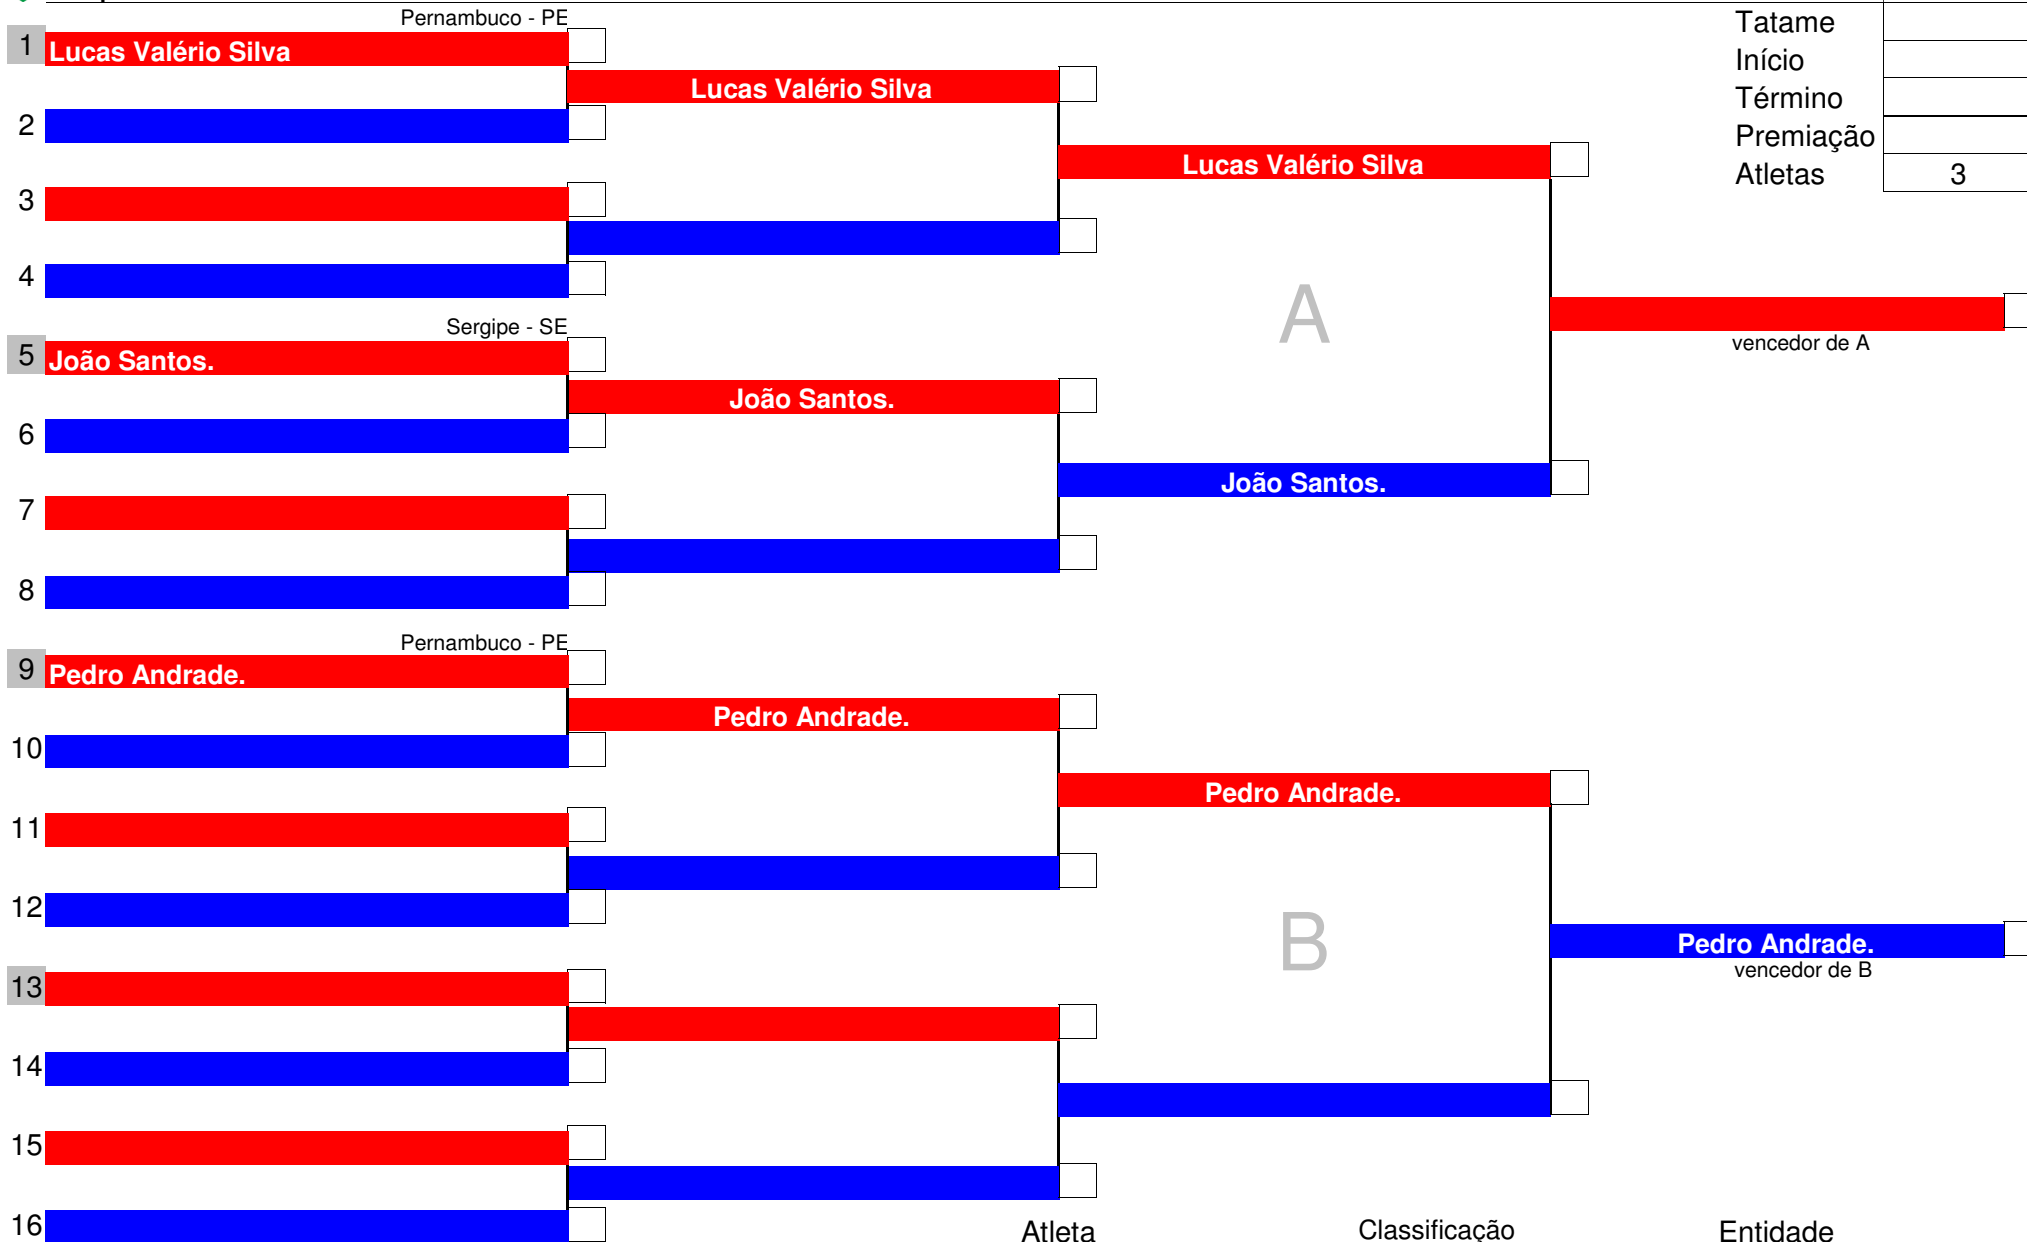 Pernambuco - PE
Tatame
1 Lucas Valério Silva
Início
Lucas Valério Silva
Término
2
Premiação
Lucas Valério Silva
Atletas 3
3
4
A
Sergipe - SE
vencedor de A
5 João Santos.
João Santos.
6
João Santos.
7
8
Pernambuco - PE
9 Pedro Andrade.
Pedro Andrade.
10
Pedro Andrade.
11
12
B
Pedro Andrade.
vencedor de B
13
14
15
16
Atleta Classificação Entidade